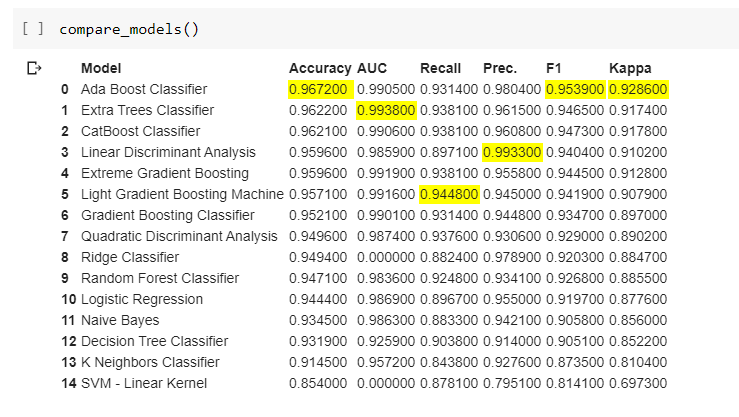 [ ] compare_models()
Model Accuracy AUC Recall Prec. F1 Kappa
0 Ada Boost Classifier 0.967200 0.990500 0.931400 0.980400 0.953900 0.928600
1 Extra Trees Classifier 0.962200 0.993800 0.938100 0.961500 0.946500 0.917400
2 CatBoost Classifier 0.962100 0.990600 0.938100 0.960800 0.947300 0.917800
3 Linear Discriminant Analysis 0.959600 0.985900 0.897100 0.993300 0.940400 0.910200
4 Extreme Gradient Boosting 0.959600 0.991900 0.938100 0.955800 0.944500 0.912800
5 Light Gradient Boosting Machine 0.957100 0.991600 0.944800 0.945000 0.941900 0.907900
6 Gradient Boosting Classifier 0.952100 0.990100 0.931400 0.944800 0.934700 0.897000
7 Quadratic Discriminant Analysis 0.949600 0.987400 0.937600 0.930600 0.929000 0.890200
8 Ridge Classifier 0.949400 0.000000 0.882400 0.978900 0.920300 0.884700
9 Random Forest Classifier 0.947100 0.983600 0.924800 0.934100 0.926800 0.885500
10 Logistic Regression 0.944400 0.986900 0.896700 0.955000 0.919700 0.877600
11 Naive Bayes 0.934500 0.986300 0.883300 0.942100 0.905800 0.856000
12 Decision Tree Classifier 0.931900 0.925900 0.903800 0.914000 0.905100 0.852200
13 K Neighbors Classifier 0.914500 0.957200 0.843800 0.927600 0.873500 0.810400
14 SVM - Linear Kernel 0.854000 0.000000 0.878100 0.795100 0.814100 0.697300